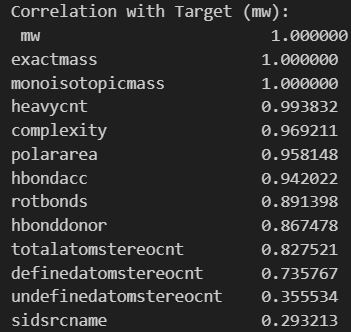 Correlation with Target (mw):
mw 1.000000
exactmass 1.000000
monoisotopicmass 1.000000
heavycnt 0.993832
complexity 0.969211
polararea 0.958148
hbondacc 0.942022
rotbonds 0.891398
hbonddonor 0.867478
totalatomstereocnt 0.827521
definedatomstereocnt 0.735767
undefinedatomstereocnt 0.355534
sidsrcname 0.293213